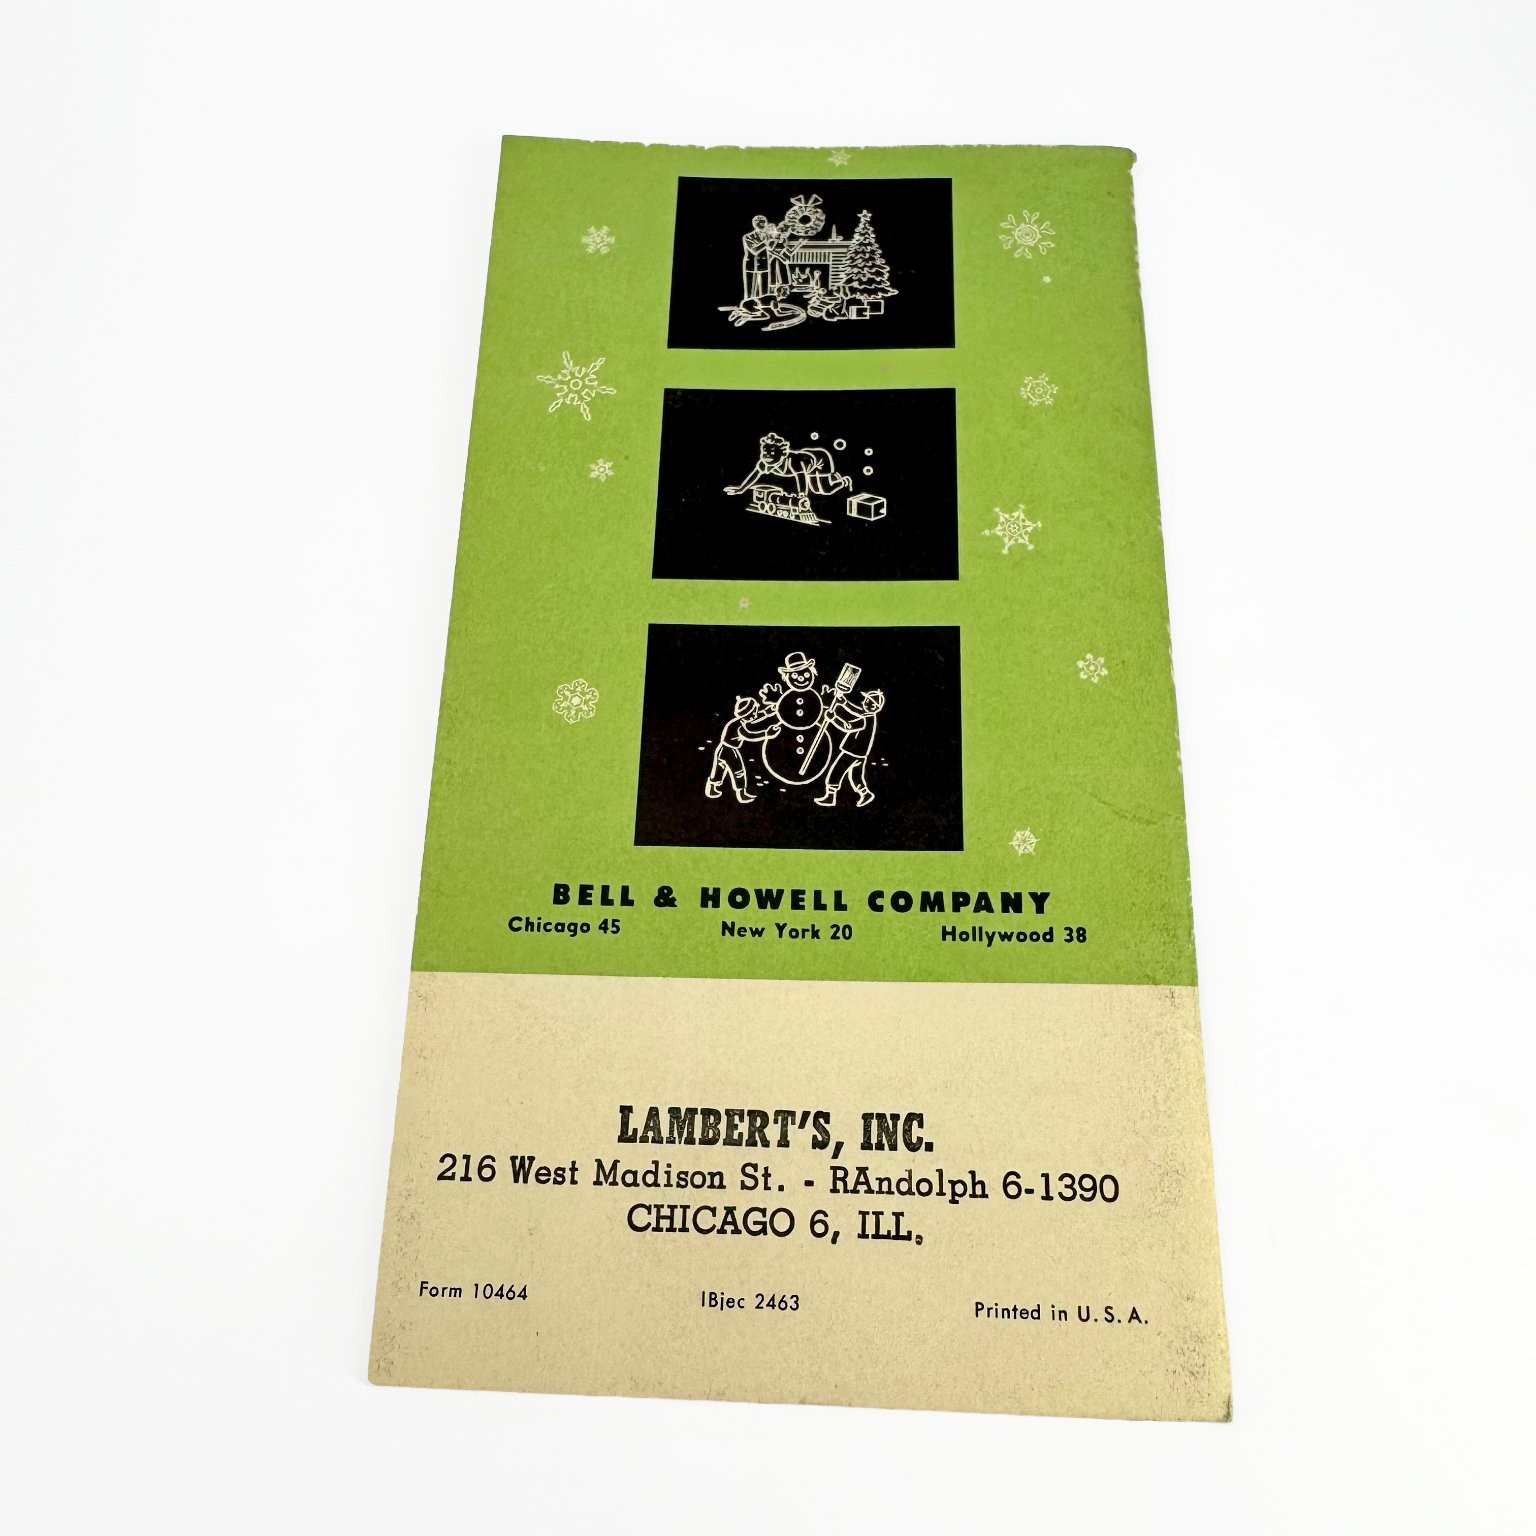 BELL & HOWELL COMPANY
Chicago 45 New York 20 Hollywood 38
LAMBERT'S, INC.
216 West Madison St. - RAndolph 6-1390
CHICAGO 6, ILL.
Form 10464 IBjec 2463 Printed in U. S. A.